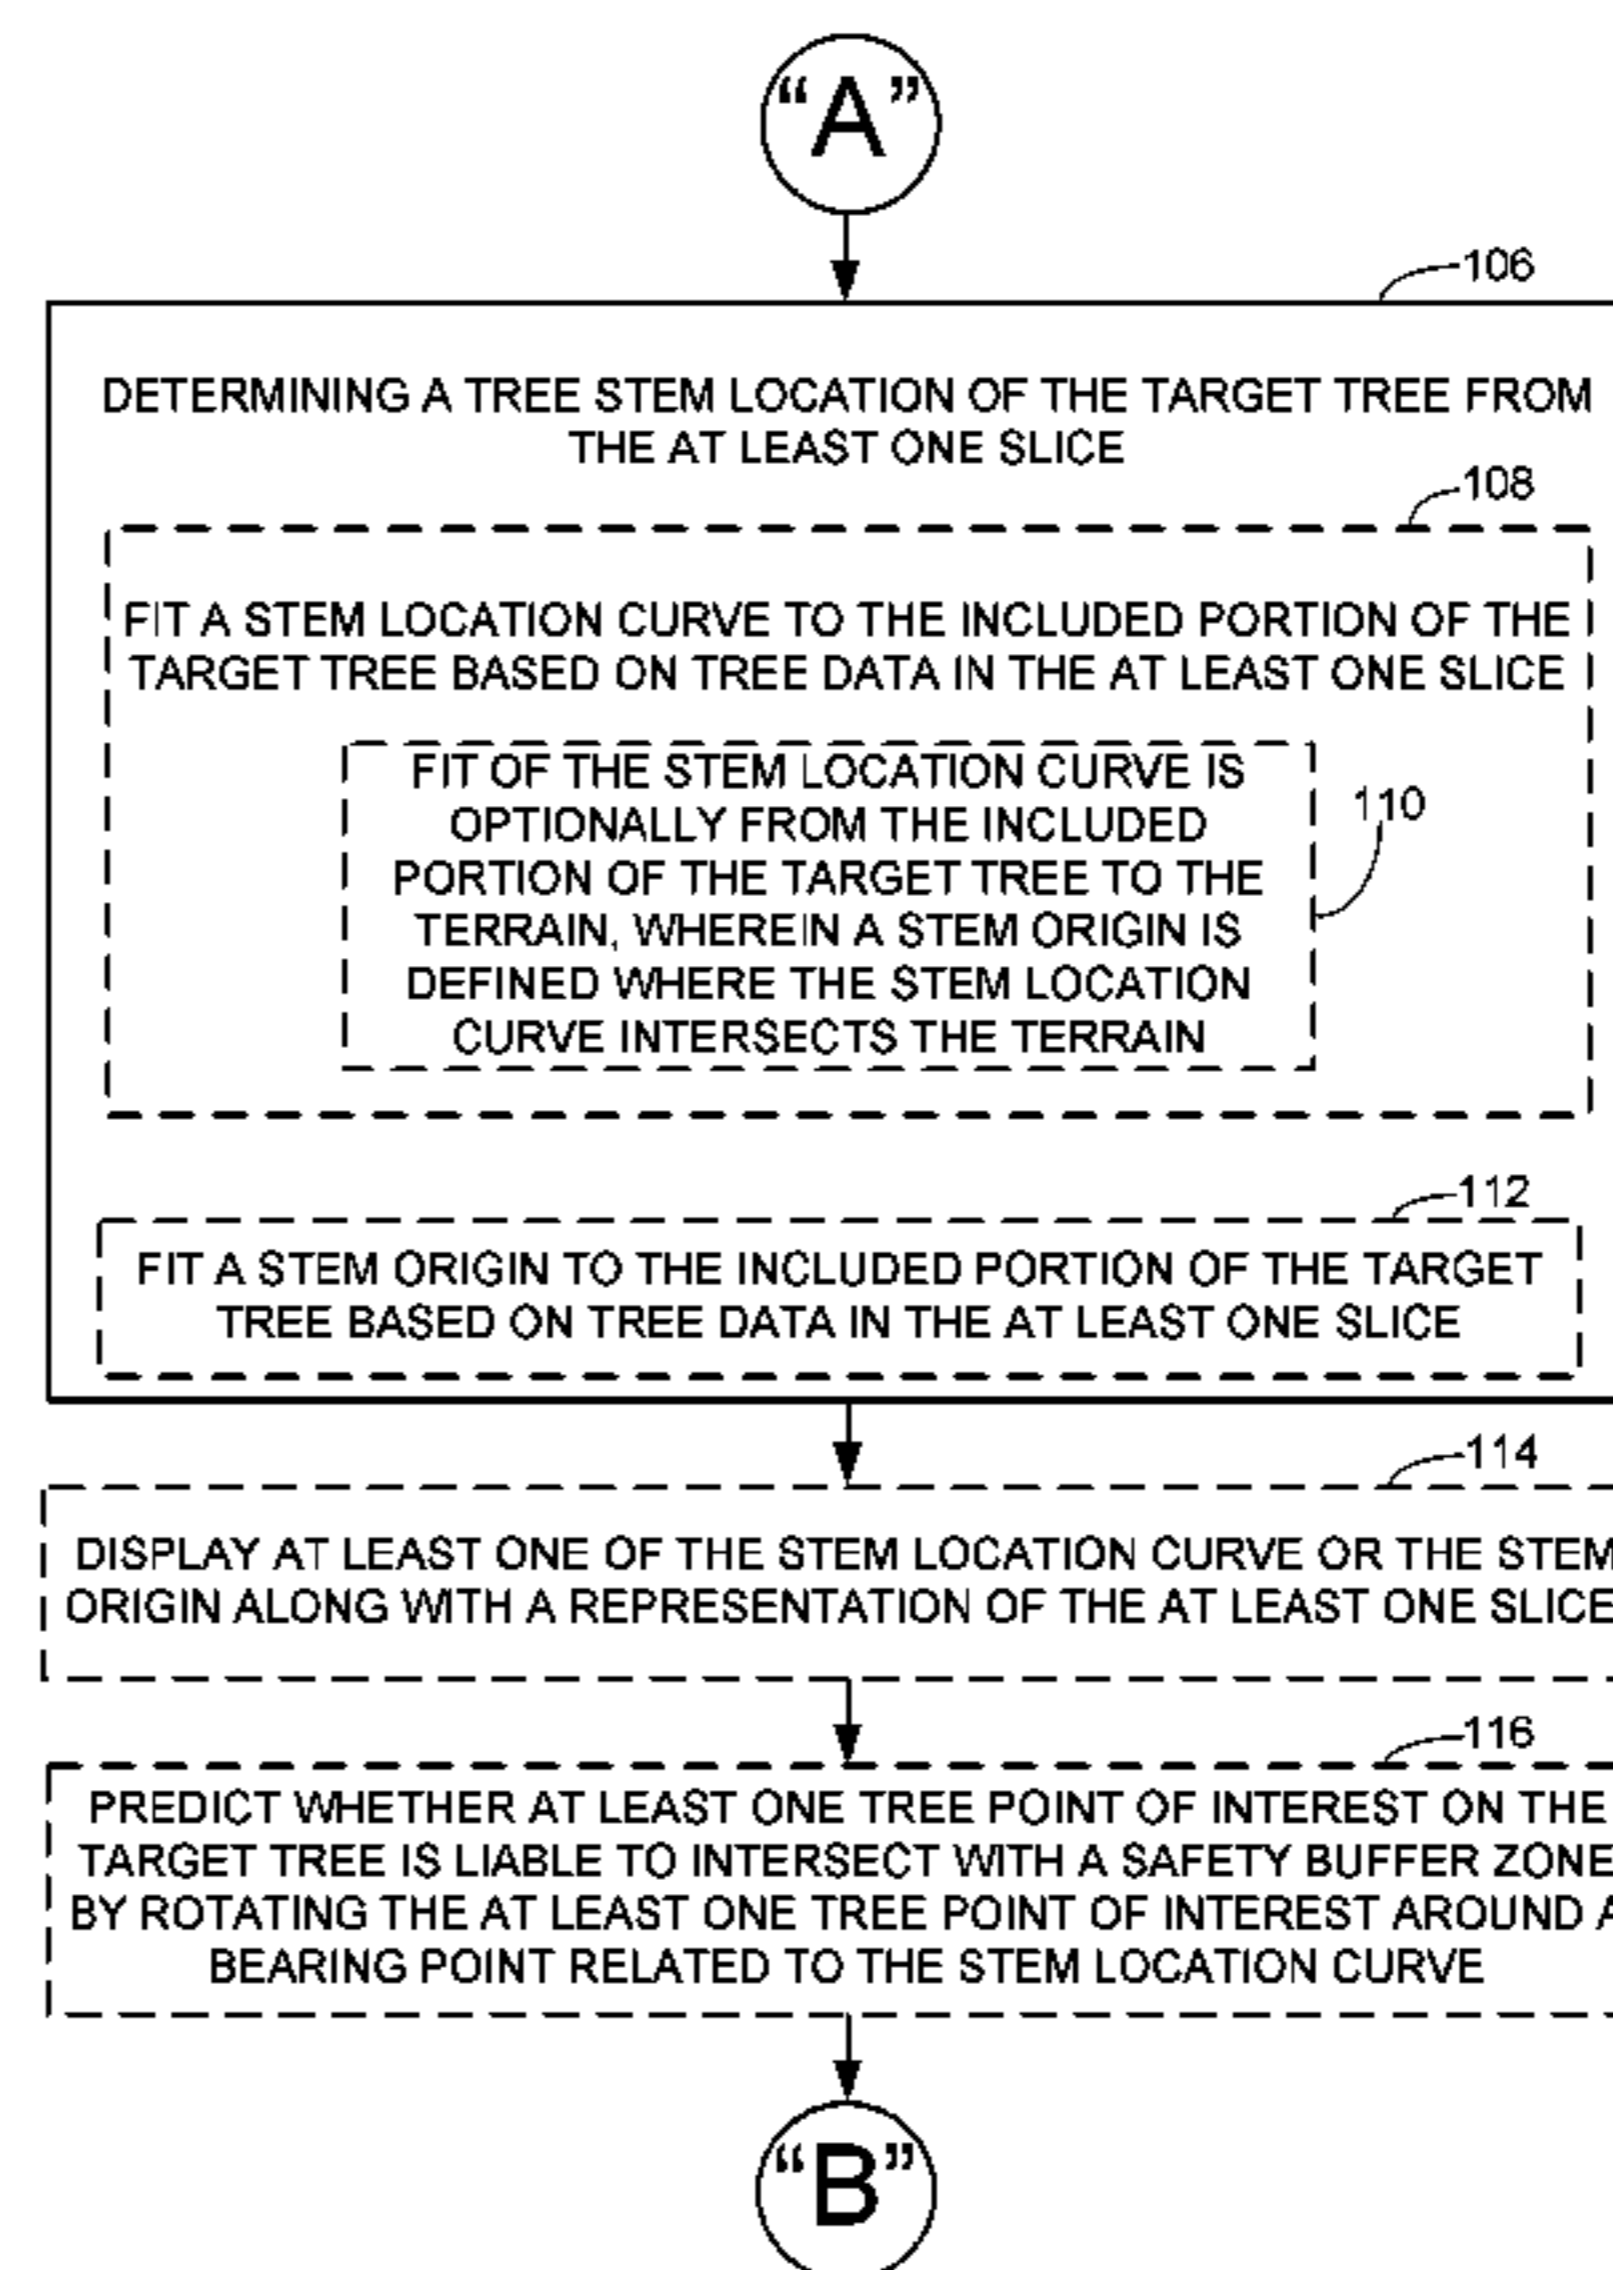 “A”
106
DETERMINING A TREE STEM LOCATION OF THE TARGET TREE FROM
THE AT LEAST ONE SLICE
108
FIT A STEM LOCATION CURVE TO THE INCLUDED PORTION OF THE
TARGET TREE BASED ON TREE DATA IN THE AT LEAST ONE SLICE
FIT OF THE STEM LOCATION CURVE IS
OPTIONALLY FROM THE INCLUDED
PORTION OF THE TARGET TREE TO THE
TERRAIN, WHEREIN A STEM ORIGIN IS
DEFINED WHERE THE STEM LOCATION
CURVE INTERSECTS THE TERRAIN
110
112
FIT A STEM ORIGIN TO THE INCLUDED PORTION OF THE TARGET
TREE BASED ON TREE DATA IN THE AT LEAST ONE SLICE
114
DISPLAY AT LEAST ONE OF THE STEM LOCATION CURVE OR THE STEM
ORIGIN ALONG WITH A REPRESENTATION OF THE AT LEAST ONE SLICE
116
PREDICT WHETHER AT LEAST ONE TREE POINT OF INTEREST ON THE
TARGET TREE IS LIABLE TO INTERSECT WITH A SAFETY BUFFER ZONE
BY ROTATING THE AT LEAST ONE TREE POINT OF INTEREST AROUND A
BEARING POINT RELATED TO THE STEM LOCATION CURVE
“B”